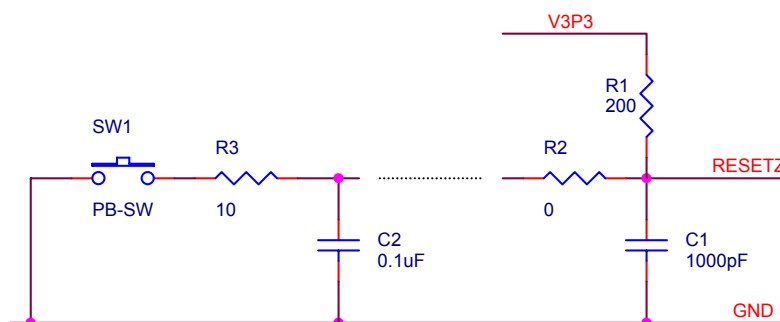 V3P3
R1
200
SW1
R3
R2
RESETZ
PB-SW
10
0
C2
0.1uF
C1
1000pF
GND